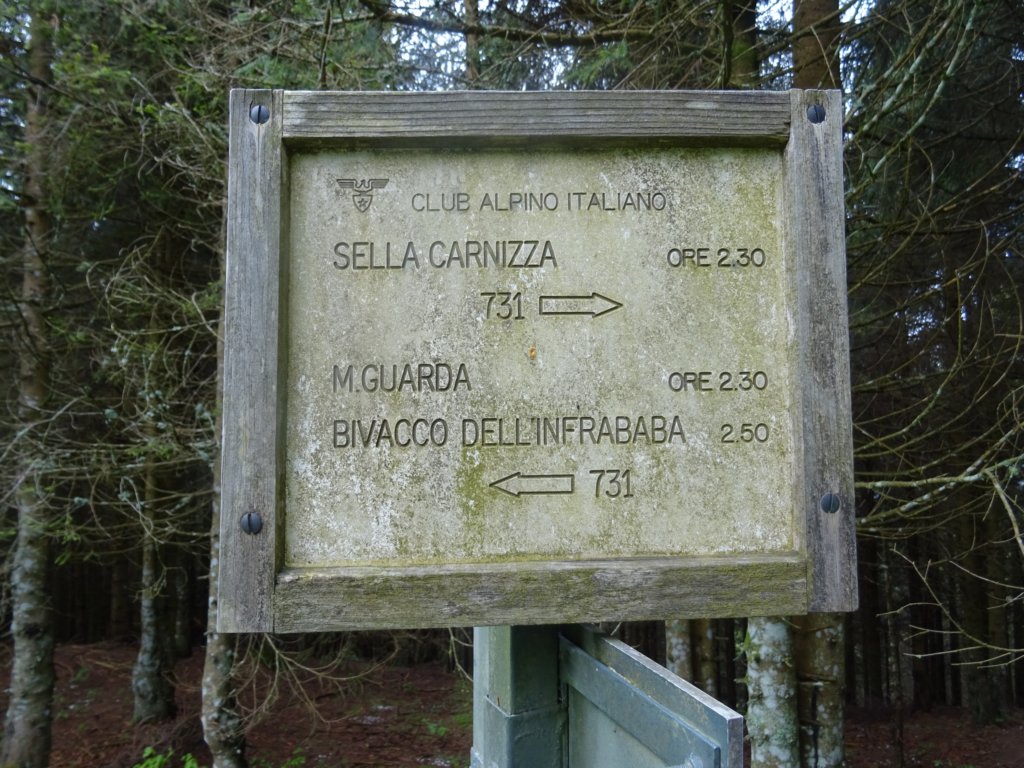 CLUB ALPINO ITALIANO
SELLA CARNIZZA ORE 2.30
731
M.GUARDA ORE 2.30
BIVACCO DELL'INFRABABA 2.50
731